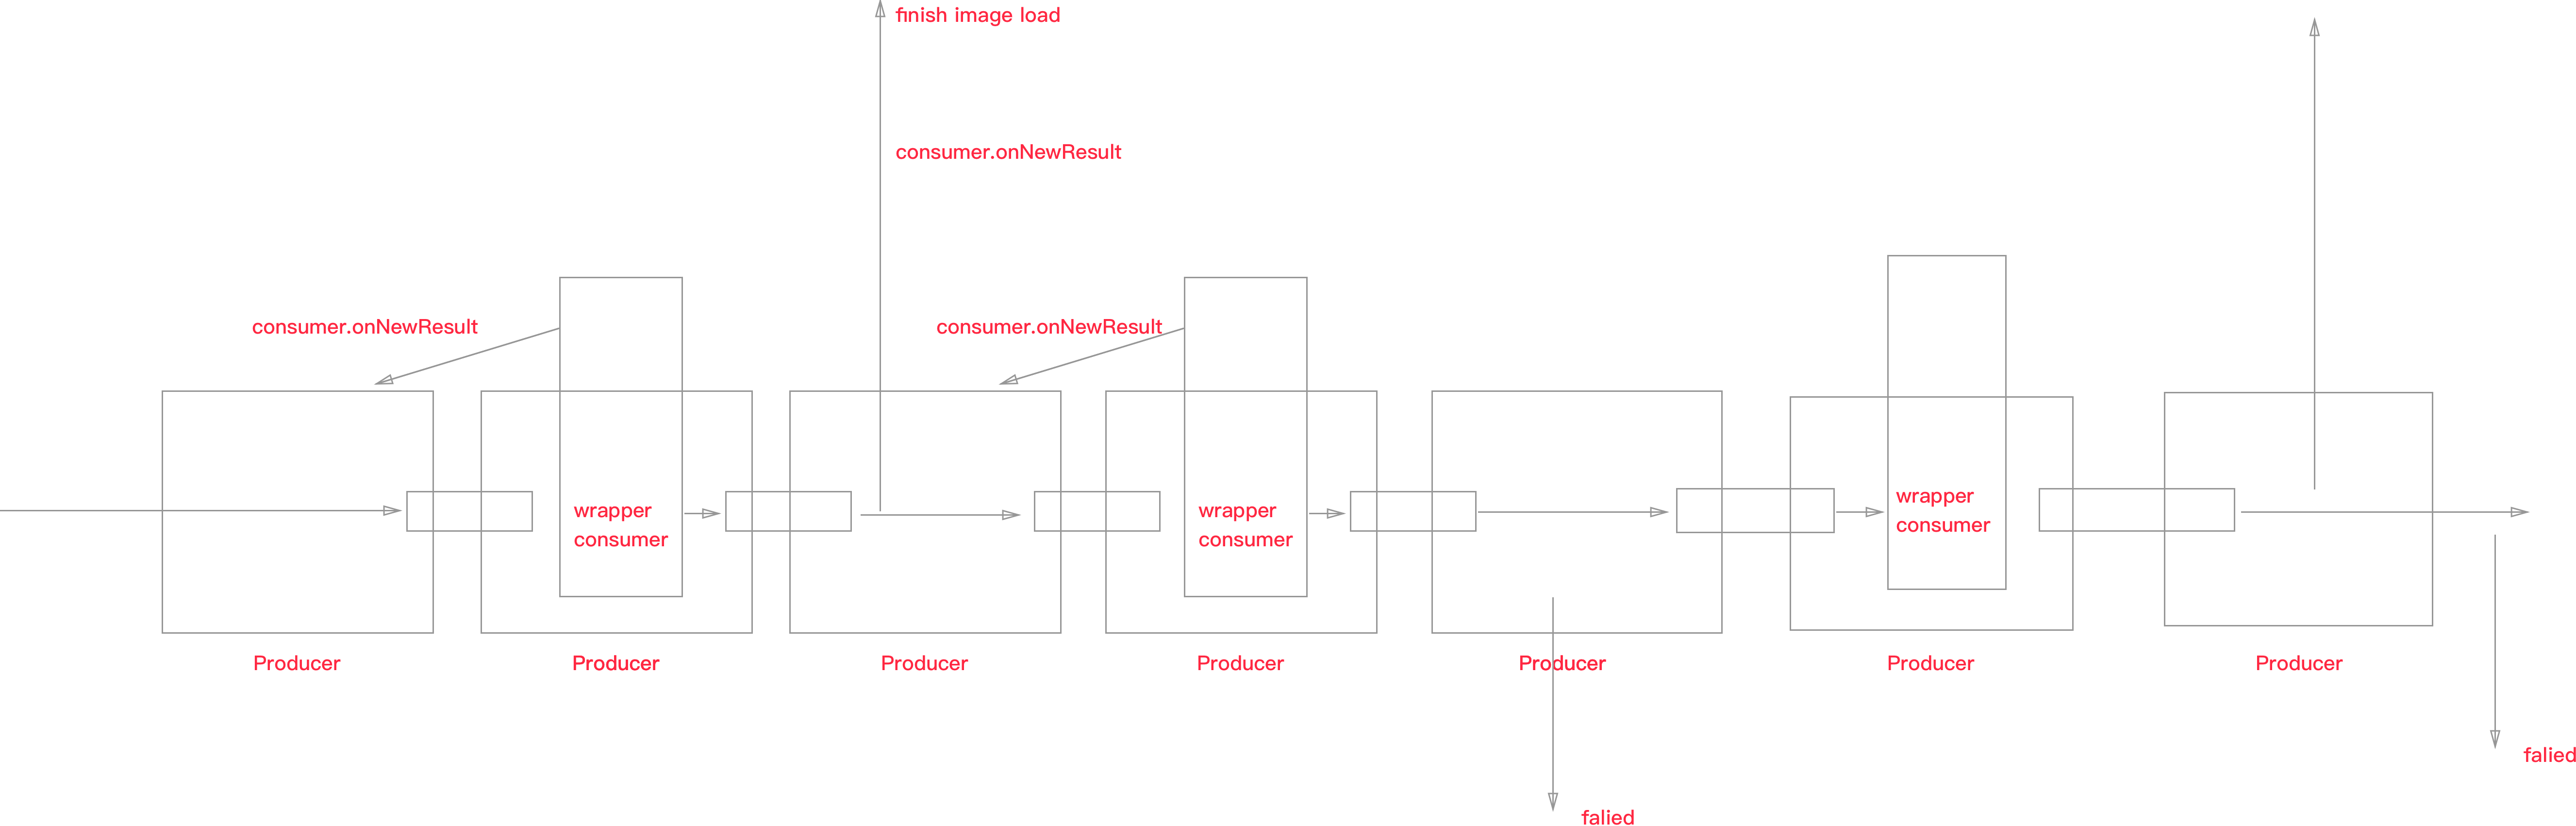 finish image load
consumer.onNewResult
consumer.onNewResult
consumer.onNewResult
wrapper
consumer
wrapper
consumer
wrapper
consumer
Producer
Producer
Producer
Producer
Producer
Producer
Producer
falied
falied